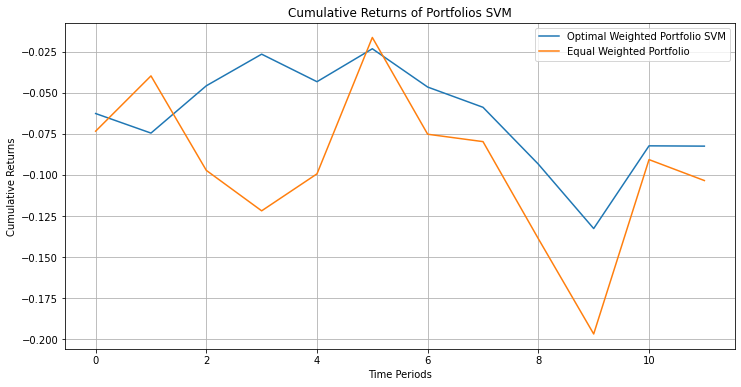 Cumulative Returns of Portfolios SVM
Optimal Weighted Portfolio SVM
Equal Weighted Portfolio
Cumulative Returns
−0.025
−0.050
−0.075
−0.100
−0.125
−0.150
−0.175
−0.200
0 2 4 6 8 10
Time Periods